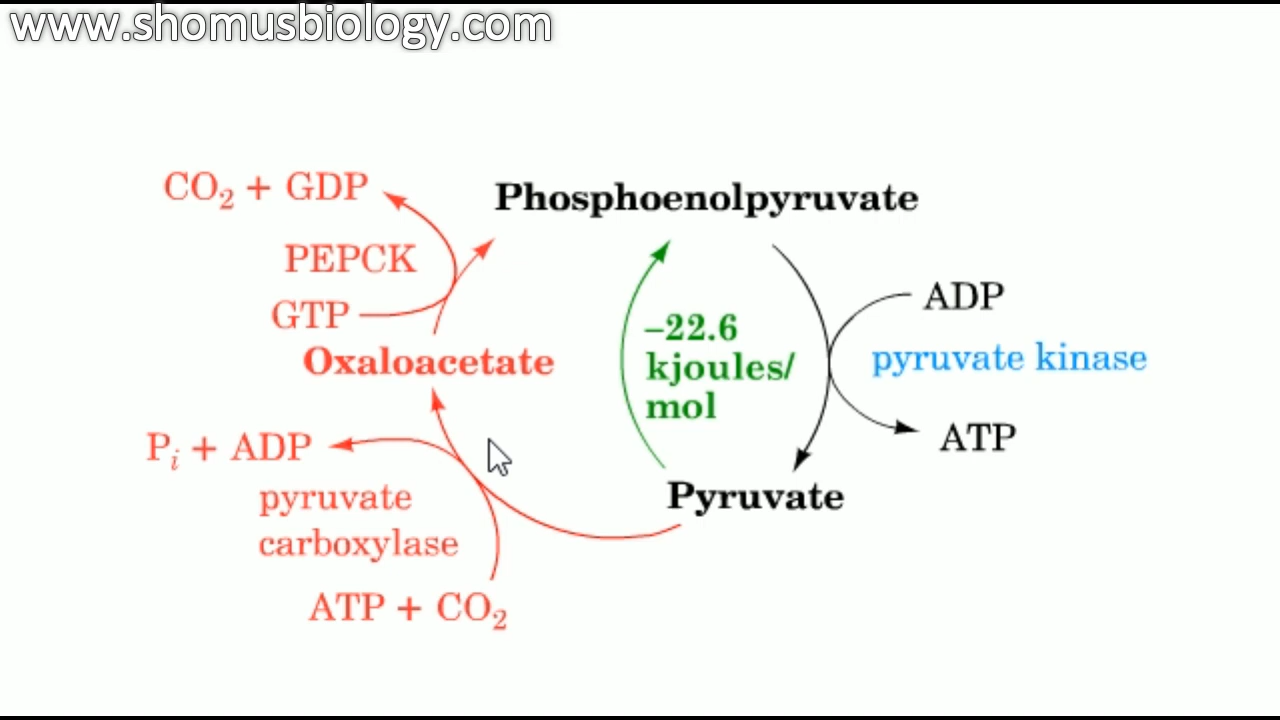 www.shomusbiology.com
CO₂ + GDP
Phosphoenolpyruvate
PEPCK
GTP
ADP
–22.6
kjoules/
mol
pyruvate kinase
Oxaloacetate
ATP
Pᵢ + ADP
Pyruvate
pyruvate
carboxylase
ATP + CO₂